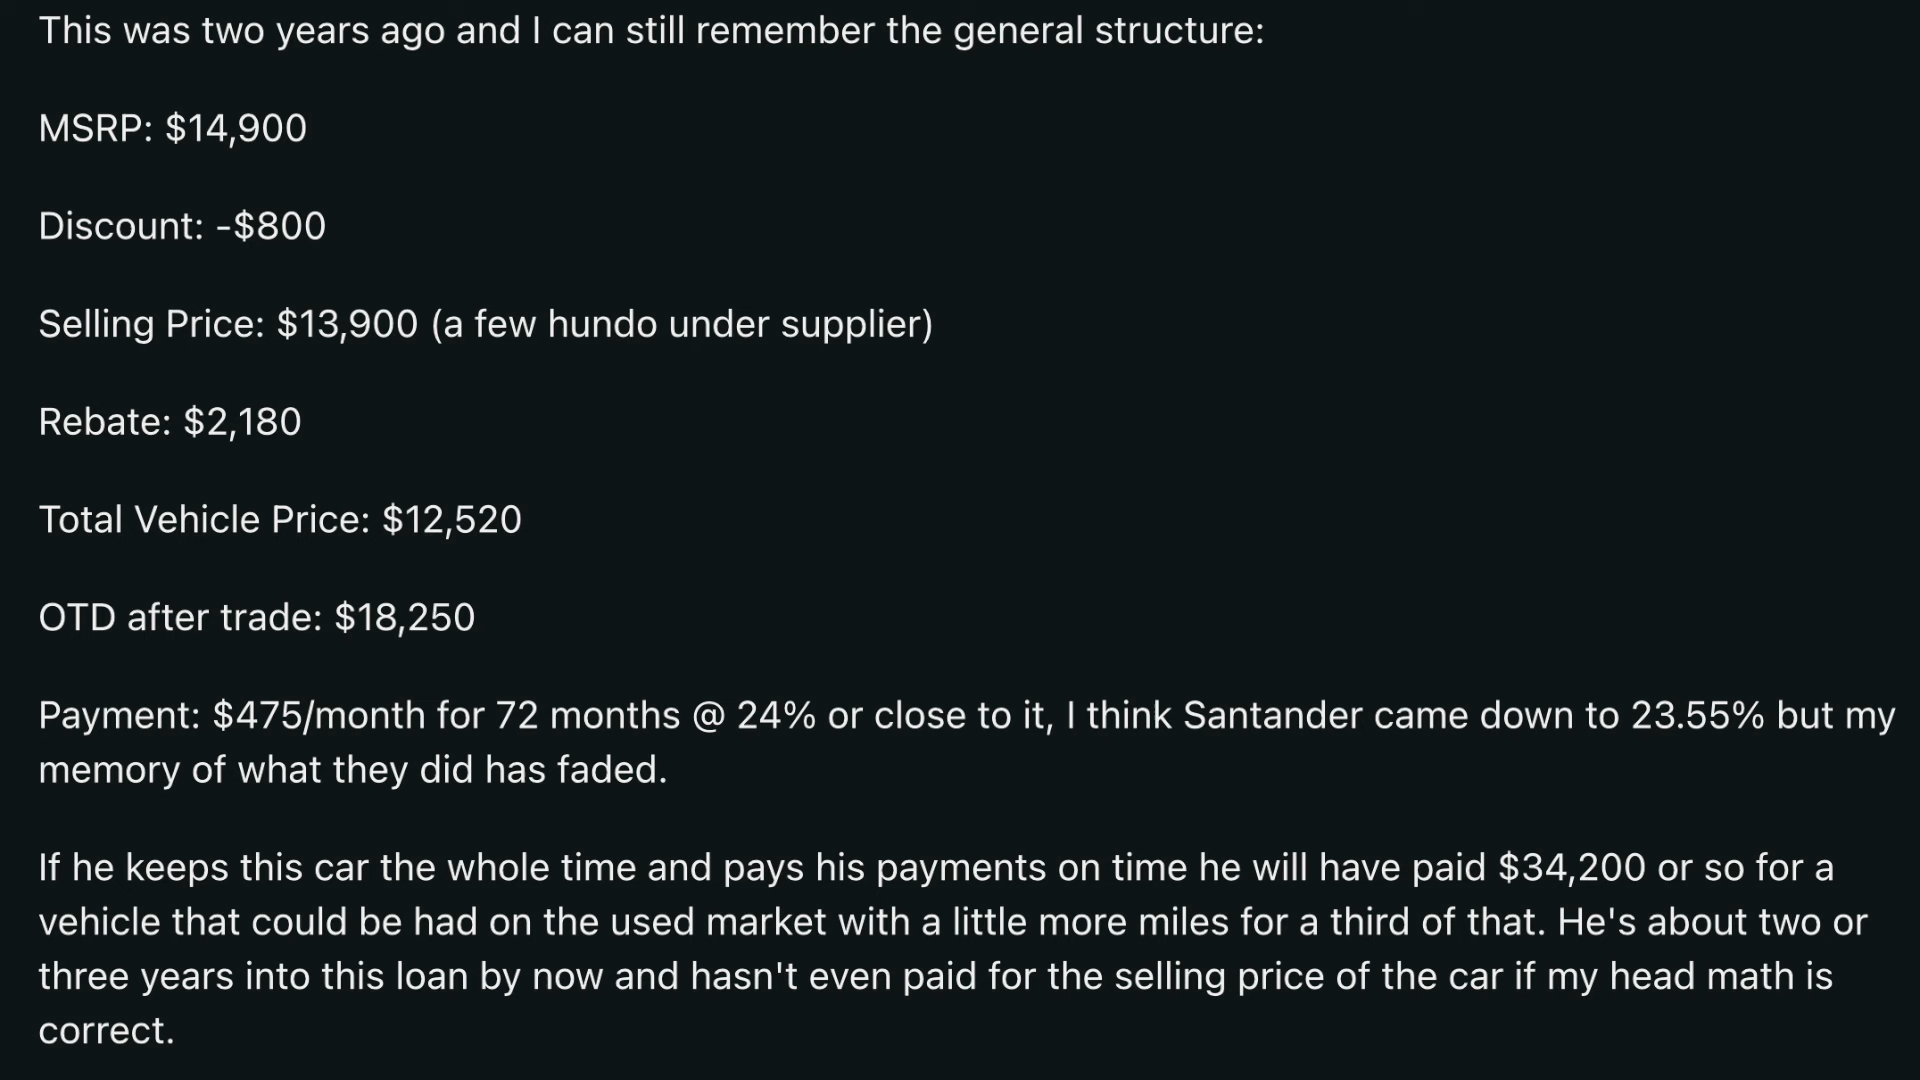 This was two years ago and I can still remember the general structure:
MSRP: $14,900
Discount: -$800
Selling Price: $13,900 (a few hundo under supplier)
Rebate: $2,180
Total Vehicle Price: $12,520
OTD after trade: $18,250
Payment: $475/month for 72 months @ 24% or close to it, I think Santander came down to 23.55% but my
memory of what they did has faded.
If he keeps this car the whole time and pays his payments on time he will have paid $34,200 or so for a
vehicle that could be had on the used market with a little more miles for a third of that. He's about two or
three years into this loan by now and hasn't even paid for the selling price of the car if my head math is
correct.